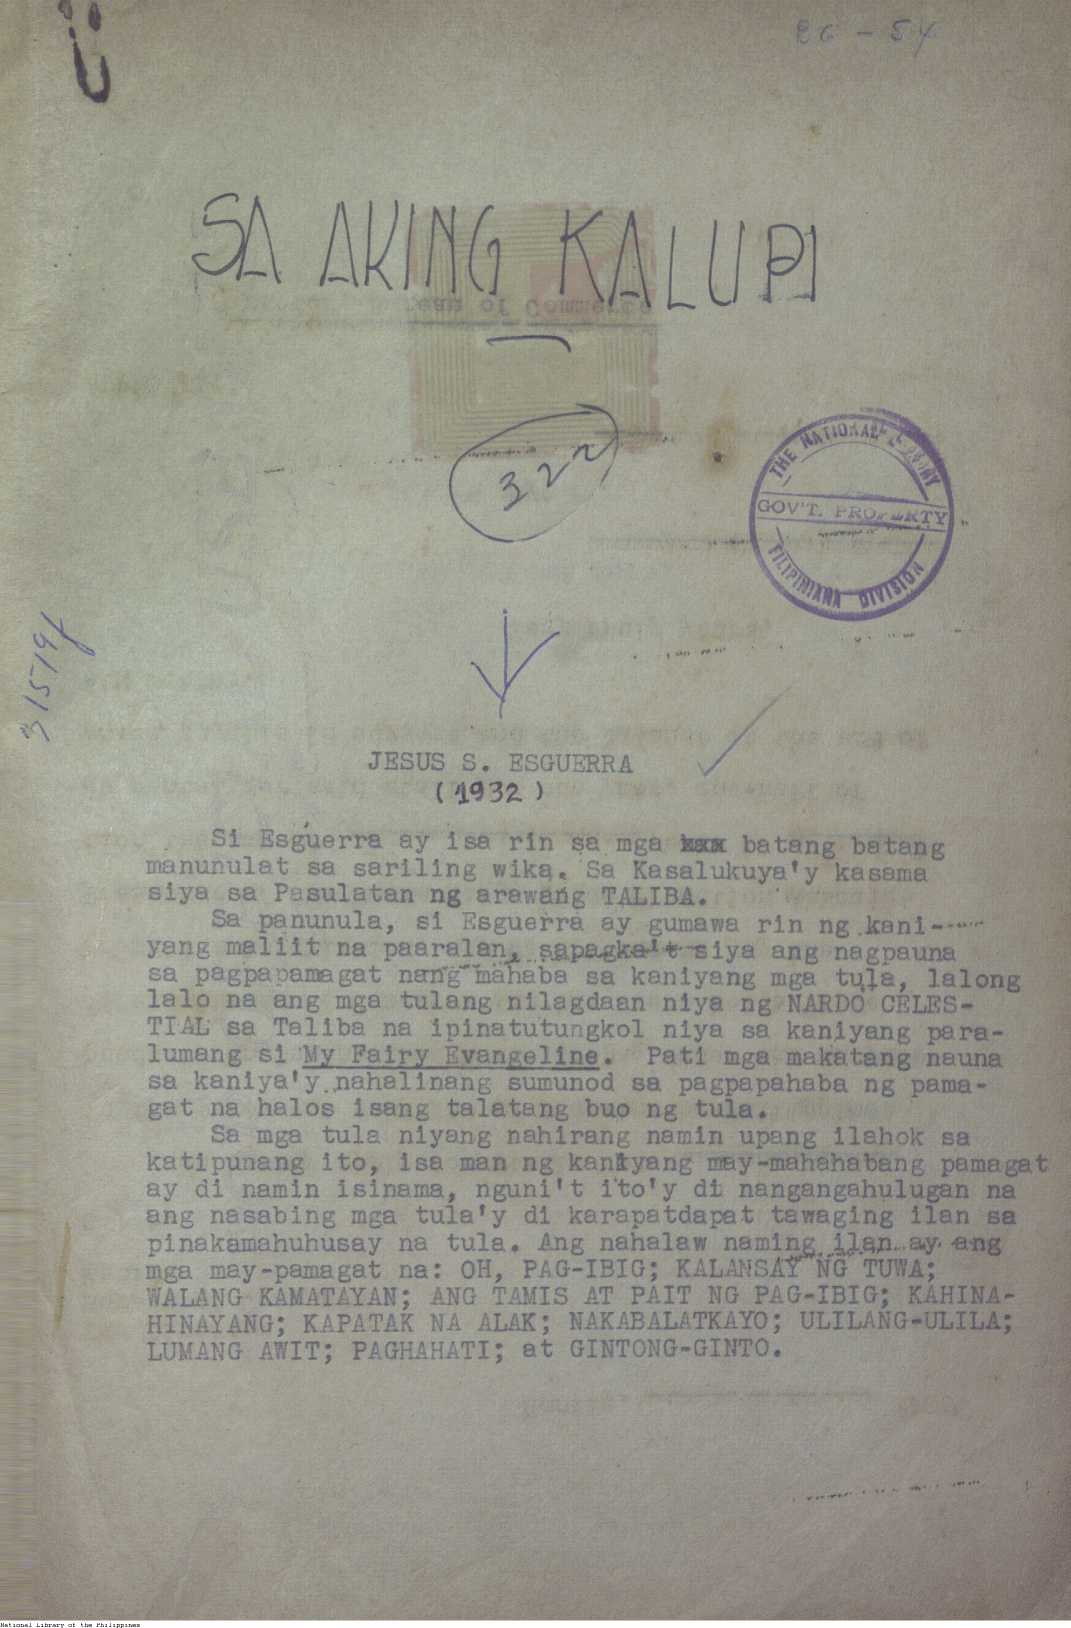 26 - 54
SA AKING KALUPI
322
THE NATIONAL LIBRARY
GOV'T. PROPERTY
FILIPINIANA DIVISION
JESUS S. ESGUERRA
(1932)
Si Esguerra ay isa rin sa mga batang batang
manunulat sa sariling wika. Sa Kasalukuya'y kasama
siya sa Pasulatan ng arawang TALIBA.
Sa panunula, si Esguerra ay gumawa rin ng kani-
yang maliit na paaralan, sapagka't siya ang nagpauna
sa pagpapamagat nang mahaba sa kaniyang mga tula, lalong
lalo na ang mga tulang nilagdaan niya ng NARDO CELES-
TIAL sa Taliba na ipinatutungkol niya sa kaniyang para-
lumang si My Fairy Evangeline. Pati mga makatang nauna
sa kaniya'y nahalinang sumunod sa pagpapahaba ng pama-
gat na halos isang talatang buo ng tula.
Sa mga tula niyang nahirang namin upang ilahok sa
katipunang ito, isa man ng kaniyang may-mahahabang pamagat
ay di namin isinama, nguni't ito'y di nangangahulugan na
ang nasabing mga tula'y di karapatdapat tawaging ilan sa
pinakamahuhusay na tula. Ang nahalaw naming ilan ay ang
mga may-pamagat na: OH, PAG-IBIG; KALANSAY NG TUWA;
WALANG KAMATAYAN; ANG TAMIS AT PAIT NG PAG-IBIG; KAHINA-
HINAYANG; KAPATAK NA ALAK; NAKABALATKAYO; ULILANG-ULILA;
LUMANG AWIT; PAGHAHATI; at GINTONG-GINTO.
National Library of the Philippines